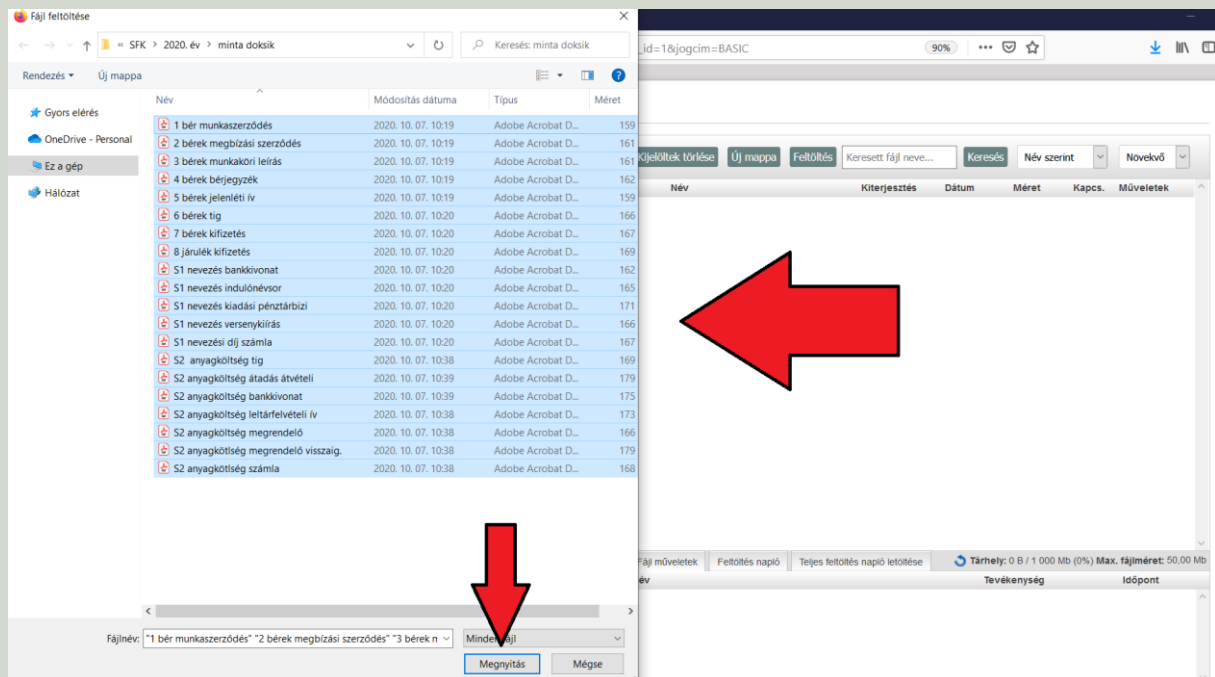 Fájl feltöltése
« SFK > 2020. év > minta doksik
Keresés: minta doksik
Rendezés
Új mappa
Gyors elérés
OneDrive - Personal
Ez a gép
Hálózat
Név Módosítás dátuma Típus Méret
1 bér munkaszerződés 2020. 10. 07. 10:19 Adobe Acrobat D... 159
2 bérek megbízási szerződés 2020. 10. 07. 10:19 Adobe Acrobat D... 161
3 bérek munkaköri leírás 2020. 10. 07. 10:19 Adobe Acrobat D... 161
4 bérek bérjegyzék 2020. 10. 07. 10:19 Adobe Acrobat D... 162
5 bérek jelenléti ív 2020. 10. 07. 10:19 Adobe Acrobat D... 159
6 bérek tig 2020. 10. 07. 10:20 Adobe Acrobat D... 166
7 bérek kifizetés 2020. 10. 07. 10:20 Adobe Acrobat D... 167
8 járulék kifizetés 2020. 10. 07. 10:20 Adobe Acrobat D... 169
S1 nevezés bankkivonat 2020. 10. 07. 10:20 Adobe Acrobat D... 162
S1 nevezés indulónévsor 2020. 10. 07. 10:20 Adobe Acrobat D... 165
S1 nevezés kiadási pénztárbizi 2020. 10. 07. 10:20 Adobe Acrobat D... 171
S1 nevezés versenykiírás 2020. 10. 07. 10:20 Adobe Acrobat D... 166
S1 nevezési díj számla 2020. 10. 07. 10:20 Adobe Acrobat D... 167
S2 anyagköltség tig 2020. 10. 07. 10:38 Adobe Acrobat D... 169
S2 anyagköltség átadás átvételi 2020. 10. 07. 10:39 Adobe Acrobat D... 179
S2 anyagköltség bankkivonat 2020. 10. 07. 10:39 Adobe Acrobat D... 175
S2 anyagköltség leltárfelvételi ív 2020. 10. 07. 10:38 Adobe Acrobat D... 173
S2 anyagköltség megrendelő 2020. 10. 07. 10:38 Adobe Acrobat D... 166
S2 anyagkötlség megrendelő visszaig. 2020. 10. 07. 10:38 Adobe Acrobat D... 179
S2 anyagkötlség számla 2020. 10. 07. 10:38 Adobe Acrobat D... 168
Fájlnév: "1 bér munkaszerződés" "2 bérek megbízási szerződés" "3 bérek n
Megnyitás Mégse
_id=1&jogcim=BASIC
90%
Kijelöltek törlése Új mappa Feltöltés Keresett fájl neve... Keresés Név szerint Növekvő
Név Kiterjesztés Dátum Méret Kapcs. Műveletek
Fájl műveletek Feltöltés napló Teljes feltöltés napló letöltése Tárhely: 0 B / 1 000 Mb (0%) Max. fájlméret: 50,00 Mb
év Tevékenység Időpont